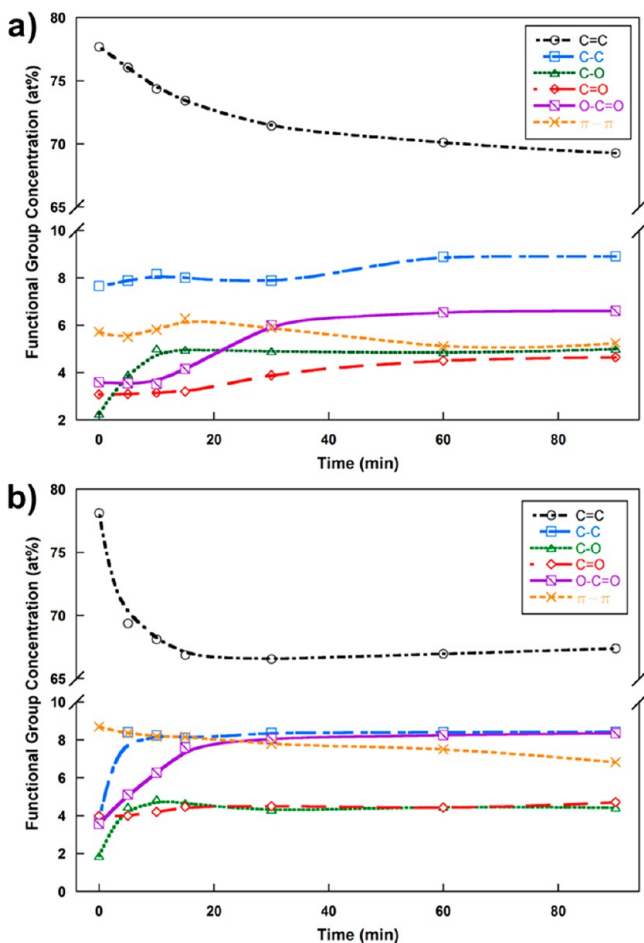 a)
Functional Group Concentration (at%)
80
75
70
65
10
8
6
4
2
C=C
C-C
C-O
C=O
O-C=O
π–π
0
20
40
60
80
Time (min)
b)
Functional Group Concentration (at%)
80
75
70
65
10
8
6
4
2
0
C=C
C-C
C-O
C=O
O-C=O
π–π
0
20
40
60
80
Time (min)